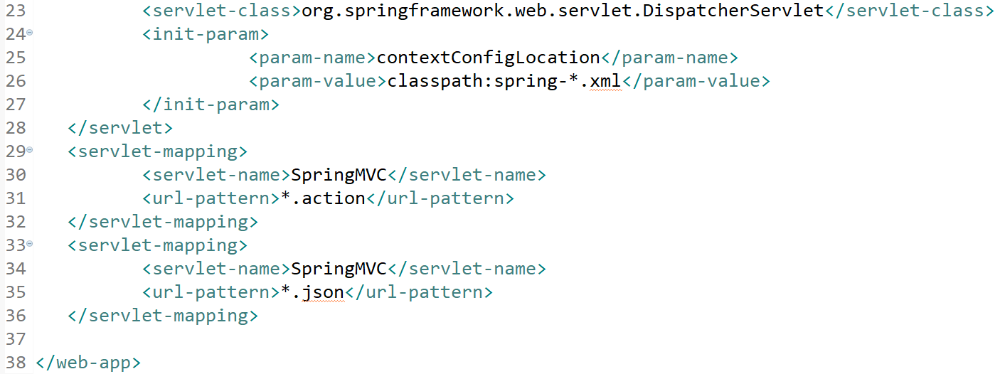 23 <servlet-class>org.springframework.web.servlet.DispatcherServlet</servlet-class>
24 <init-param>
25 <param-name>contextConfigLocation</param-name>
26 <param-value>classpath:spring-*.xml</param-value>
27 </init-param>
28 </servlet>
29 <servlet-mapping>
30 <servlet-name>SpringMVC</servlet-name>
31 <url-pattern>*.action</url-pattern>
32 </servlet-mapping>
33 <servlet-mapping>
34 <servlet-name>SpringMVC</servlet-name>
35 <url-pattern>*.json</url-pattern>
36 </servlet-mapping>
37
38 </web-app>